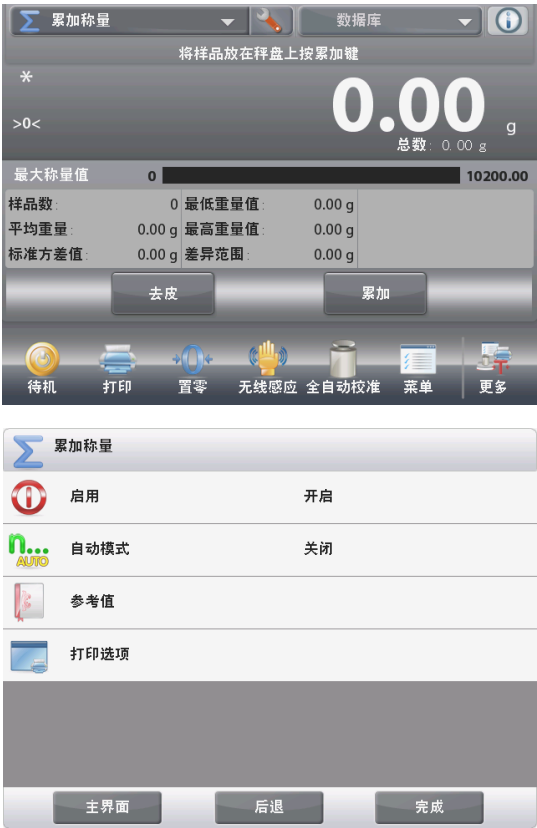 累加称量 数据库
将样品放在秤盘上按累加键
*
0.00 g
>0<
总数: 0.00 g
最大称量值 0 10200.00
样品数: 0 最低重量值: 0.00 g
平均重量: 0.00 g 最高重量值: 0.00 g
标准方差值: 0.00 g 差异范围: 0.00 g
去皮 累加
→0←
待机 打印 置零 无线感应 全自动校准 菜单 更多
累加称量
启用 开启
n... AUTO
自动模式 关闭
参考值
打印选项
主界面 后退 完成